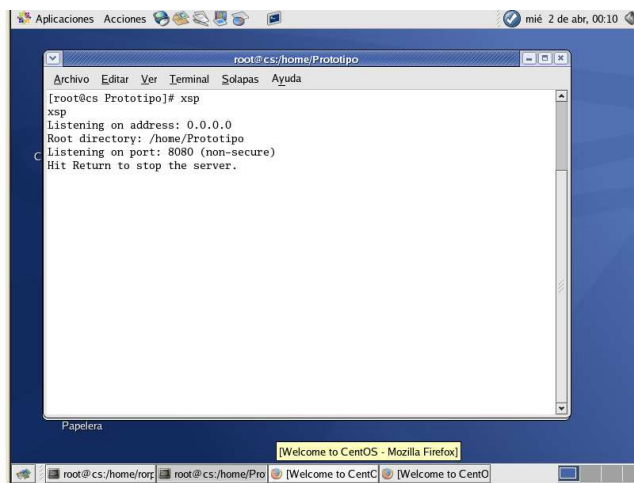 Aplicaciones Acciones mié 2 de abr, 00:10
root@cs:/home/Prototipo
Archivo Editar Ver Terminal Solapas Ayuda
[root@cs Prototipo]# xsp
xsp
Listening on address: 0.0.0.0
Root directory: /home/Prototipo
Listening on port: 8080 (non-secure)
Hit Return to stop the server.
C
Papelera
[Welcome to CentOS - Mozilla Firefox]
root@cs:/home/rorp root@cs:/home/Pro [Welcome to CentC [Welcome to CentO